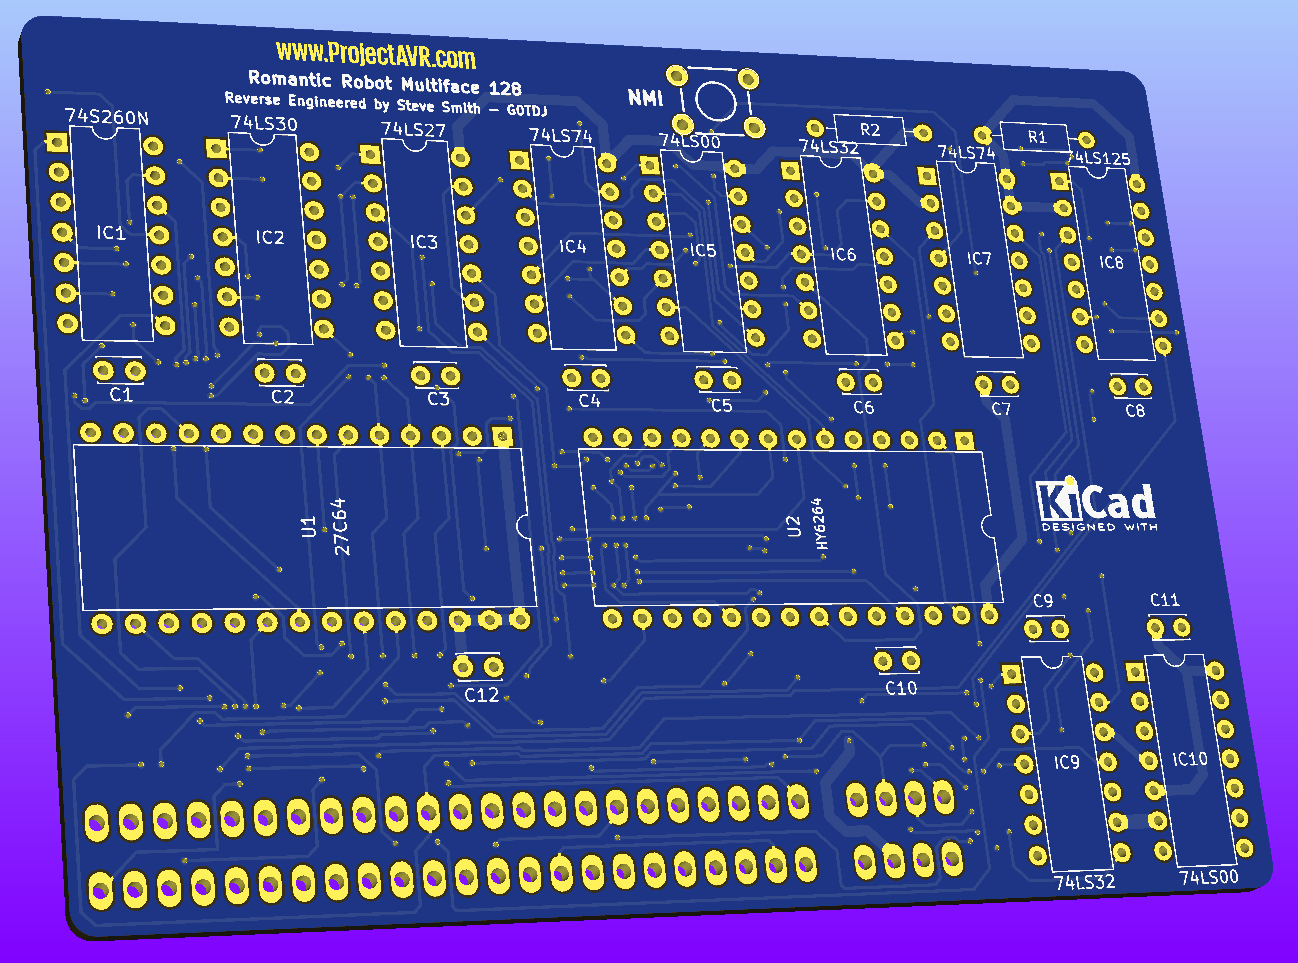 www.ProjectAVR.com
Romantic Robot Multiface 128
Reverse Engineered by Steve Smith – G0TDJ
NMI
R2
R1
74S260N
74LS30
74LS27
74LS74
74LS00
74LS32
74LS74
74LS125
IC1
IC2
IC3
IC4
IC5
IC6
IC7
IC8
C1
C2
C3
C4
C5
C6
C7
C8
U1
27C64
U2
HY6264
KiCad
DESIGNED WITH
C9
C11
C12
C10
IC9
IC10
74LS32
74LS00